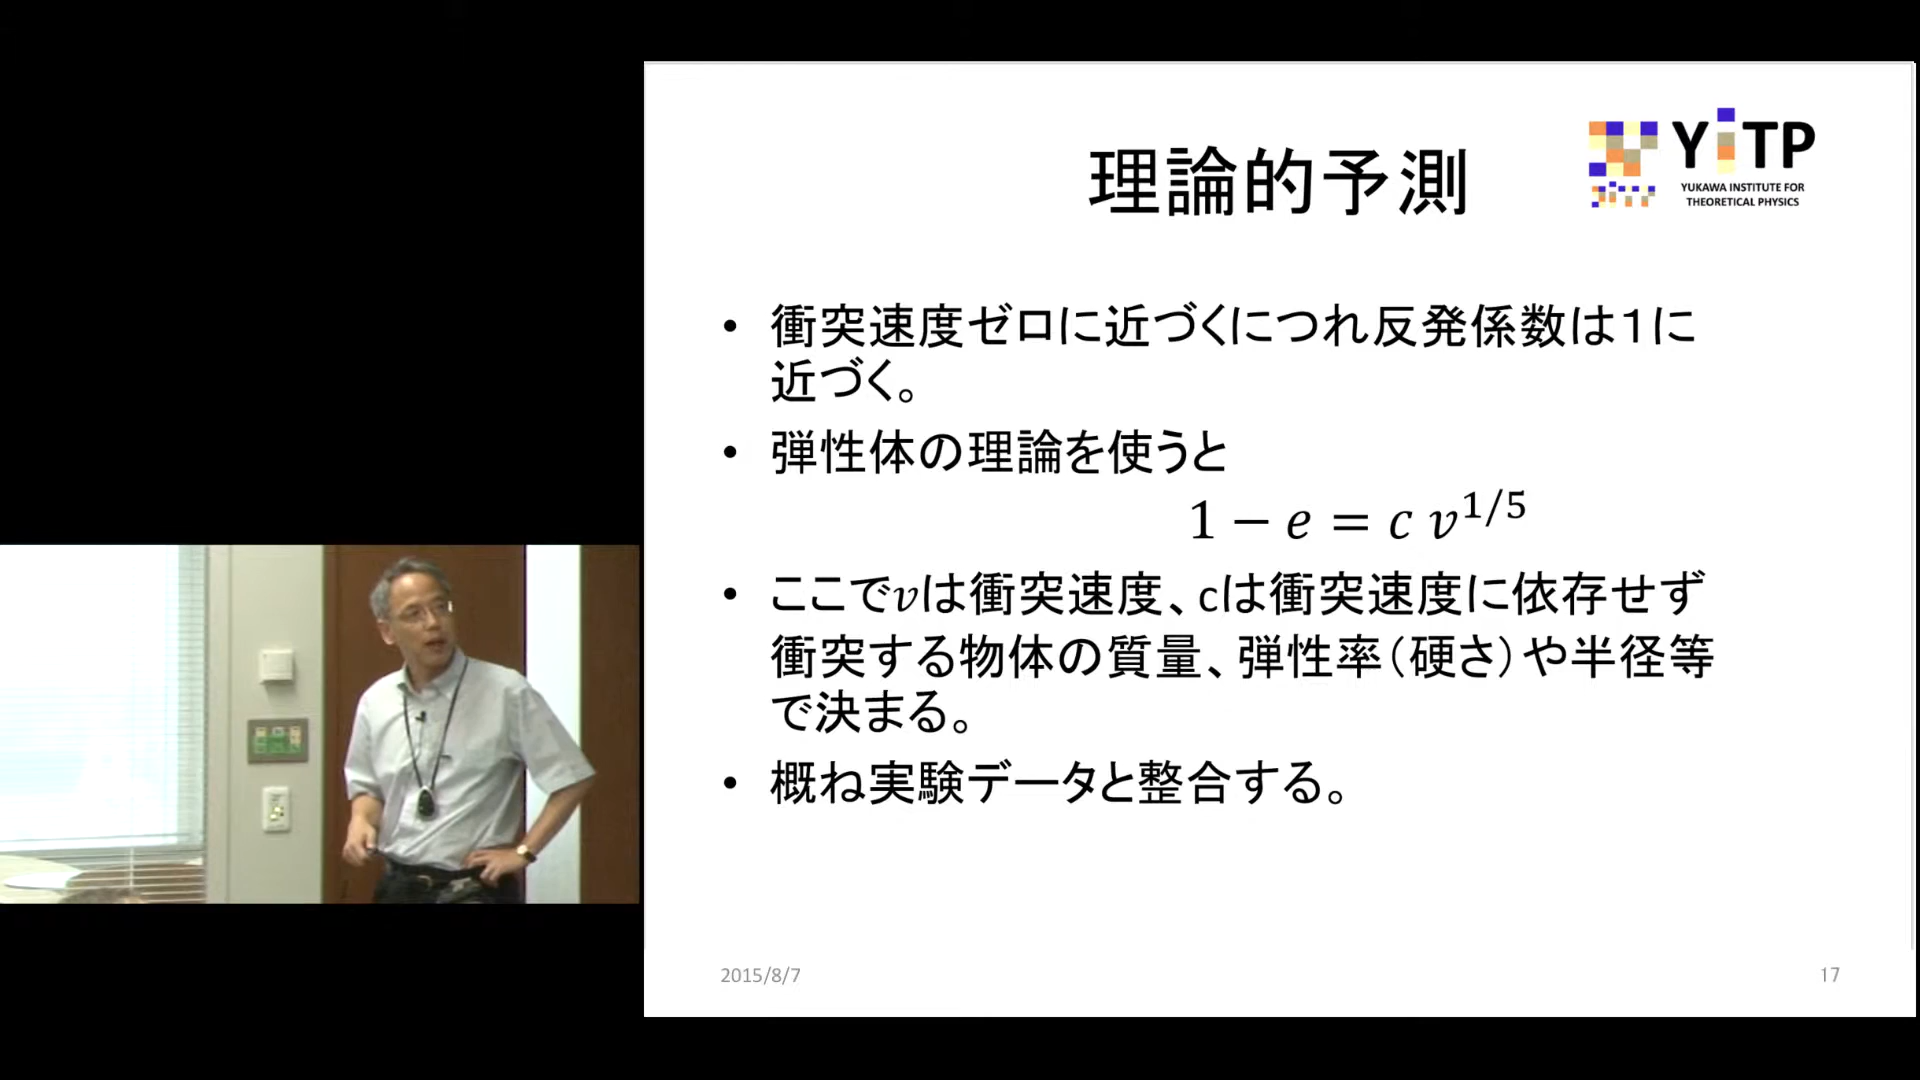 理論的予測
YiTP
YUKAWA INSTITUTE FOR
THEORETICAL PHYSICS
• 衝突速度ゼロに近づくにつれ反発係数は１に
近づく。
• 弾性体の理論を使うと
1 − e = c v^{1/5}
• ここでvは衝突速度、cは衝突速度に依存せず
衝突する物体の質量、弾性率（硬さ）や半径等
で決まる。
• 概ね実験データと整合する。
2015/8/7
17